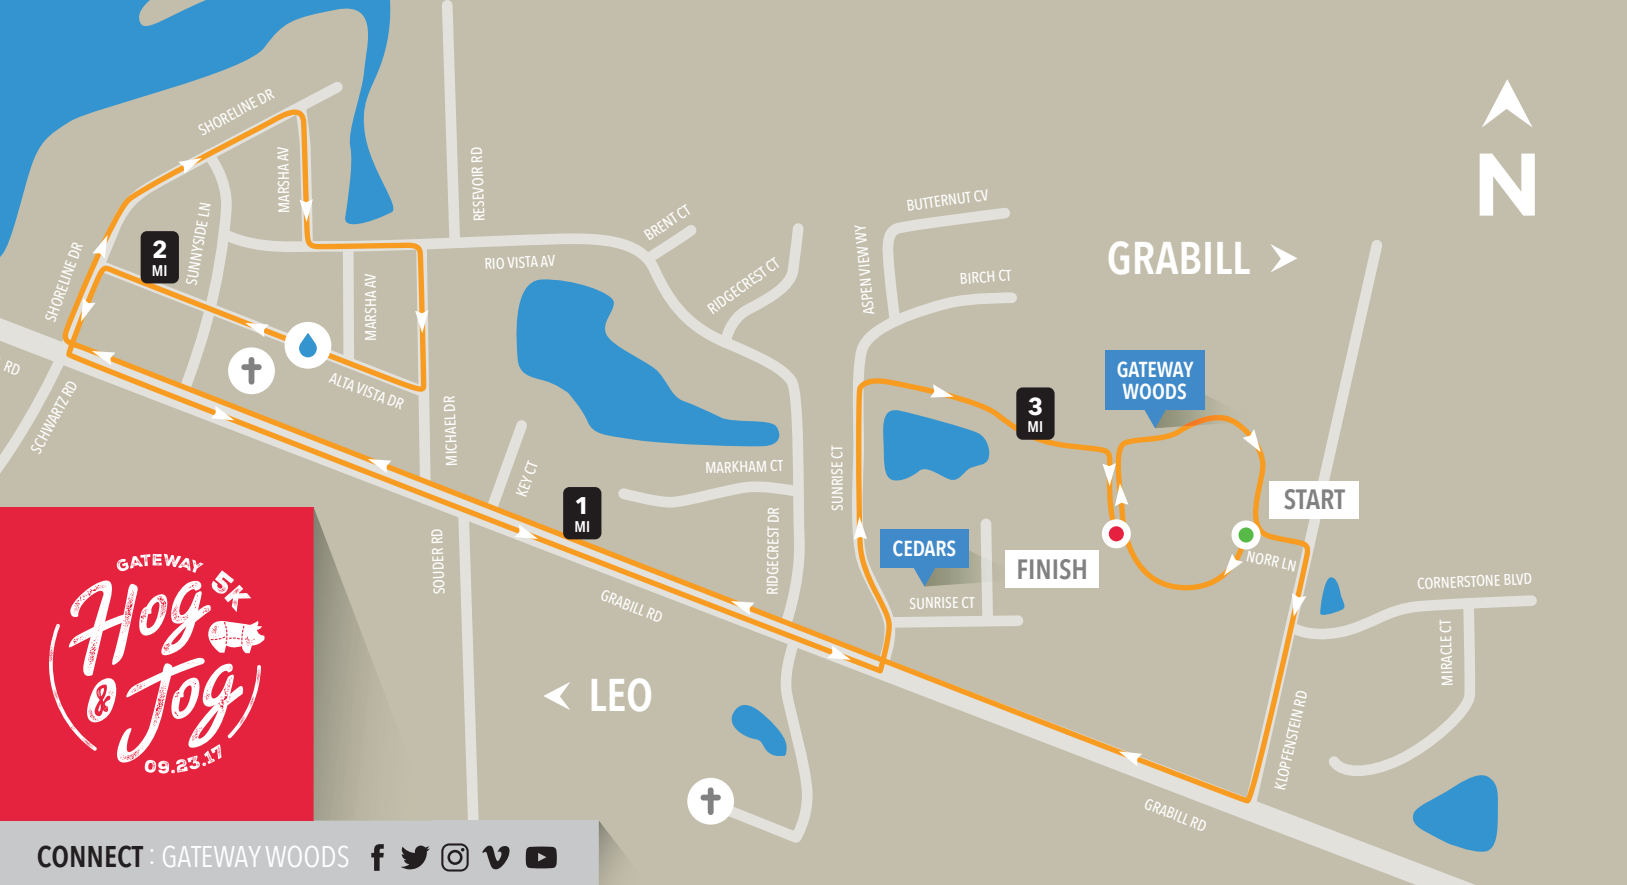 SHORELINE DR
MARSHA AV
RESEVOIR RD
SUNNYSIDE LN
SHORELINE DR
2
MI
MARSHA AV
RIO VISTA AV
BRENT CT
RIDGECREST CT
ASPEN VIEW WY
BUTTERNUT CV
BIRCH CT
GRABILL
N
RD
SCHWARTZ RD
ALTA VISTA DR
MICHAEL DR
KEY CT
1
MI
MARKHAM CT
RIDGECREST DR
SUNRISE CT
3
MI
GATEWAY
WOODS
START
CEDARS
FINISH
NORR LN
SUNRISE CT
CORNERSTONE BLVD
MIRACLE CT
SOUDER RD
GRABILL RD
LEO
KLOPFENSTEIN RD
GRABILL RD
GATEWAY
Hog
5K
& Jog
09.23.17
CONNECT : GATEWAY WOODS